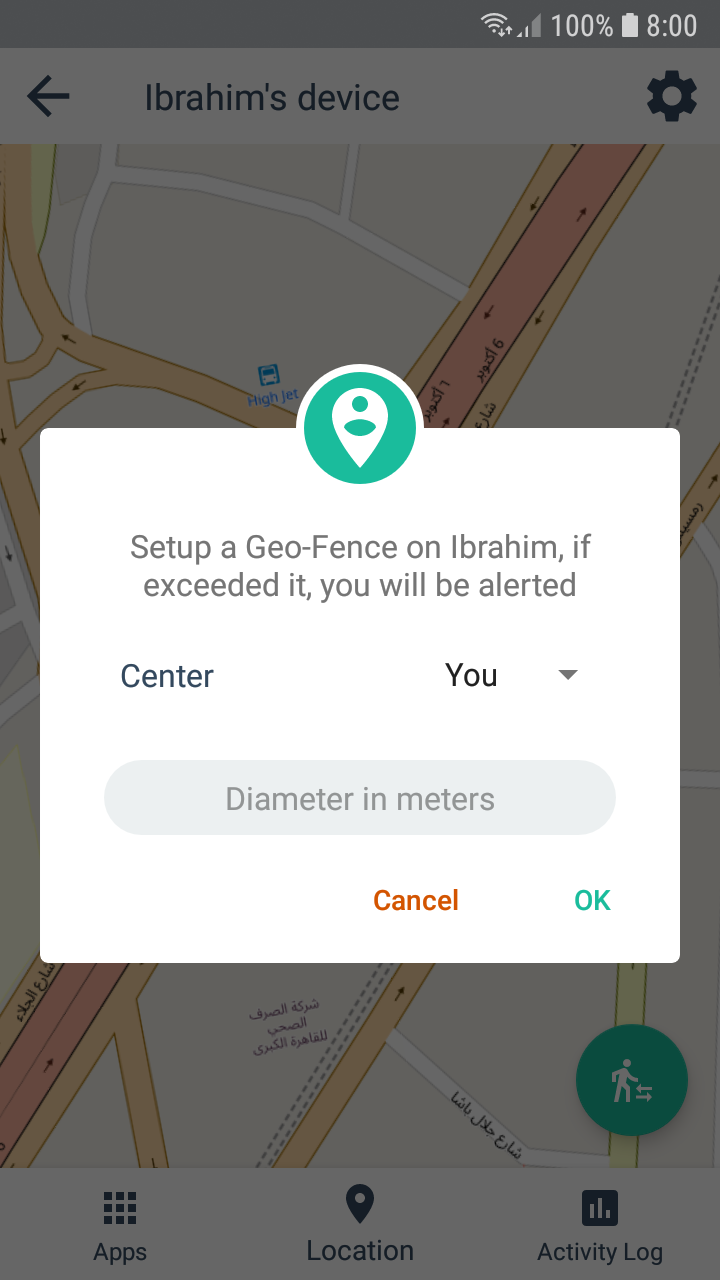 100% 8:00
Ibrahim's device
6 أكتوبر
High Jet
شارع
أكتوبر
Setup a Geo-Fence on Ibrahim, if
exceeded it, you will be alerted
Center You
Diameter in meters
Cancel OK
شارع الجلاء
شركة الصرف
الصحي
للقاهرة الكبرى
شارع جلال باشا
Apps Location Activity Log